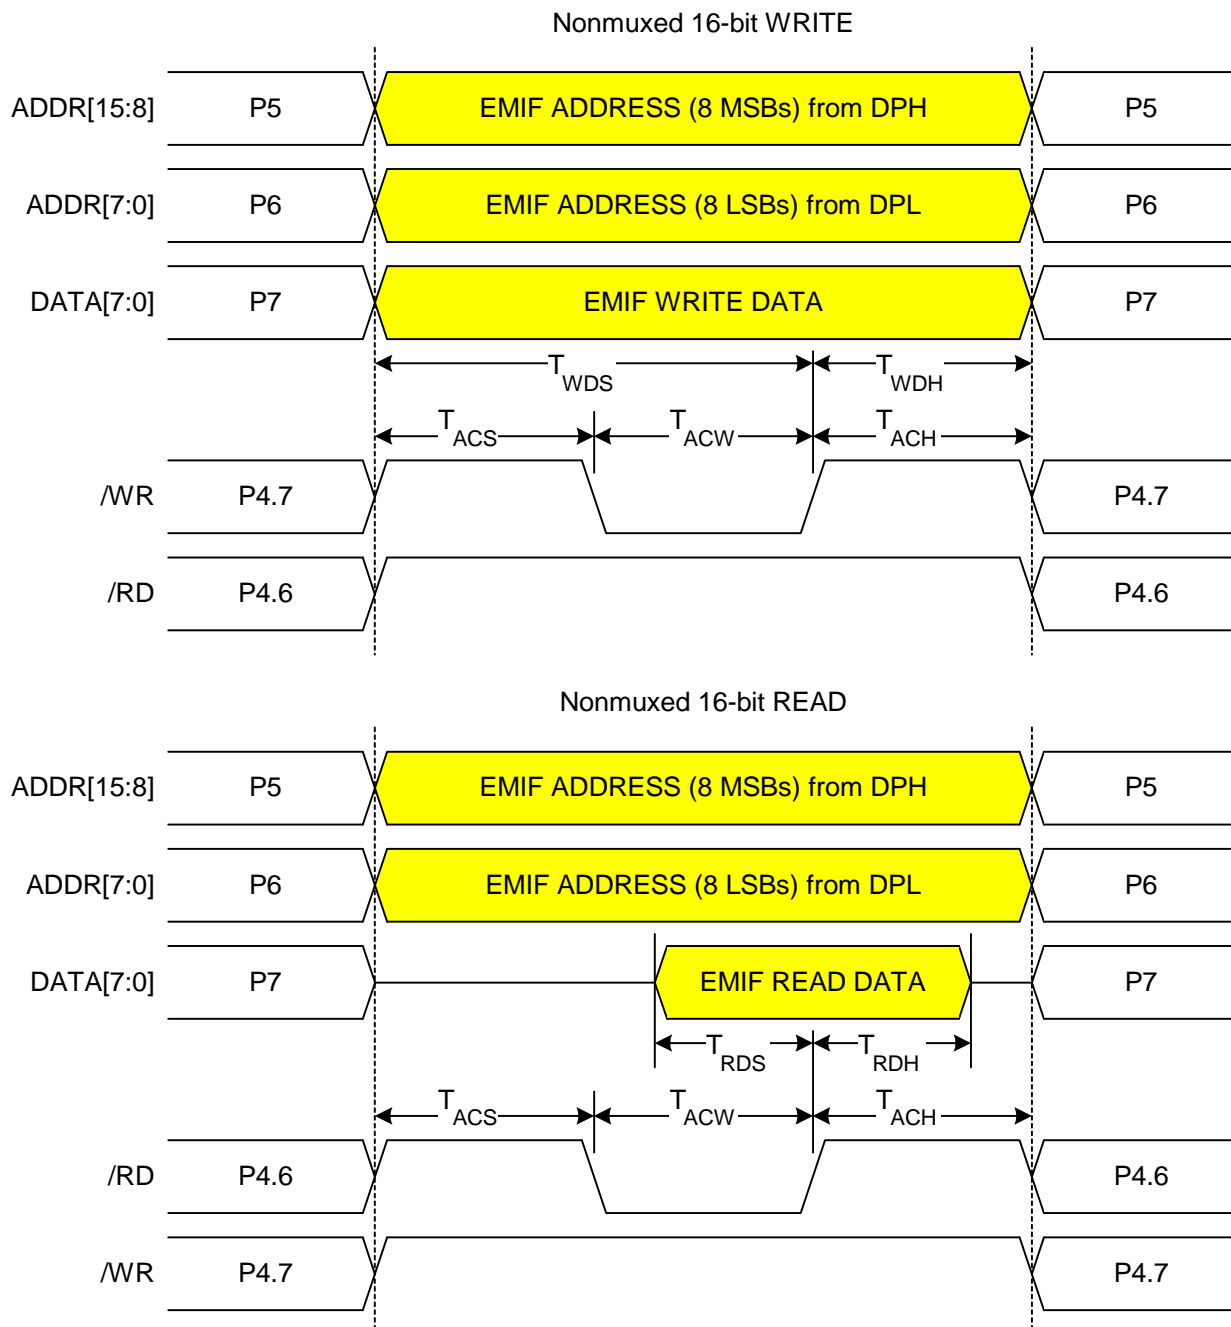 Nonmuxed 16-bit WRITE
ADDR[15:8] P5 EMIF ADDRESS (8 MSBs) from DPH P5
ADDR[7:0] P6 EMIF ADDRESS (8 LSBs) from DPL P6
DATA[7:0] P7 EMIF WRITE DATA P7
TWDS TWDH
TACS TACW TACH
/WR P4.7 P4.7
/RD P4.6 P4.6
Nonmuxed 16-bit READ
ADDR[15:8] P5 EMIF ADDRESS (8 MSBs) from DPH P5
ADDR[7:0] P6 EMIF ADDRESS (8 LSBs) from DPL P6
DATA[7:0] P7 EMIF READ DATA P7
TRDS TRDH
TACS TACW TACH
/RD P4.6 P4.6
/WR P4.7 P4.7